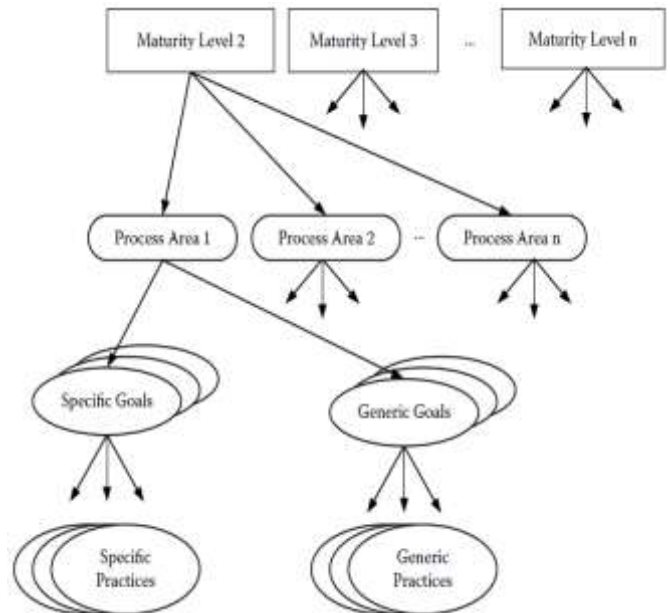 Maturity Level 2
Maturity Level 3
...
Maturity Level n
Process Area 1
Process Area 2
...
Process Area n
Specific Goals
Generic Goals
Specific
Practices
Generic
Practices